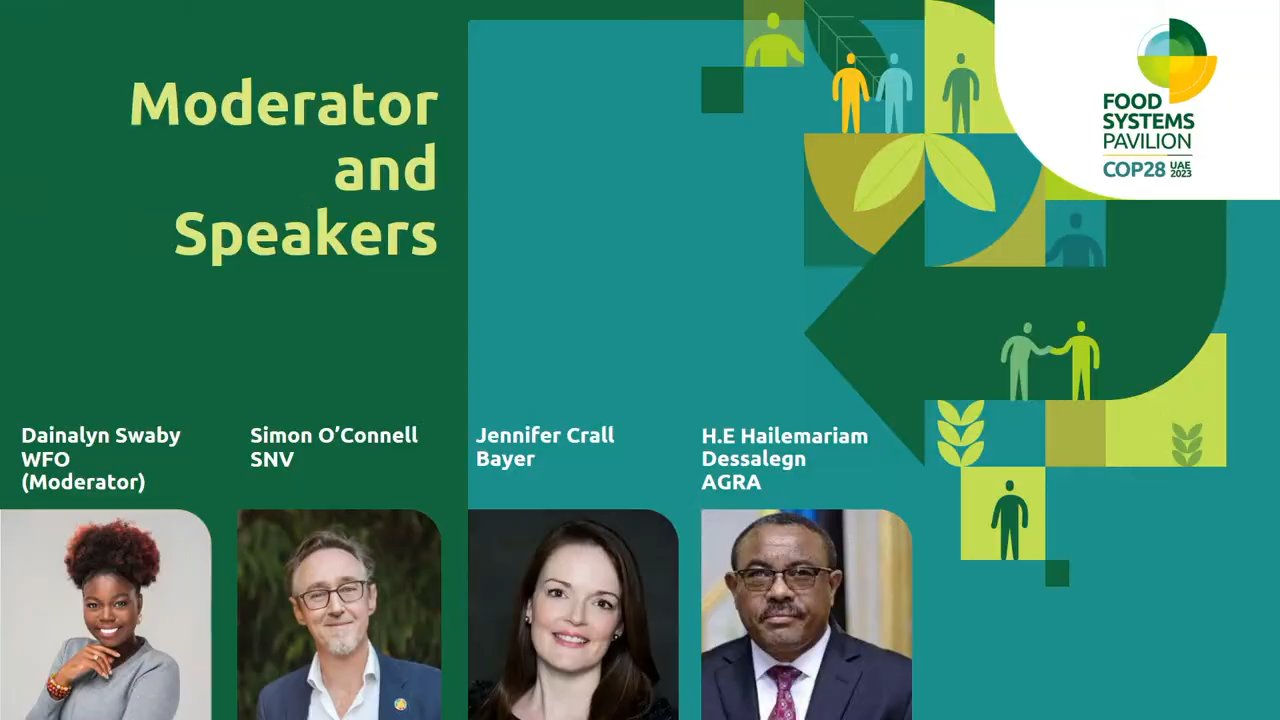 Moderator
and
Speakers
FOOD
SYSTEMS
PAVILION
COP28 UAE 2023
Dainalyn Swaby
WFO
(Moderator)
Simon O’Connell
SNV
Jennifer Crall
Bayer
H.E Hailemariam
Dessalegn
AGRA